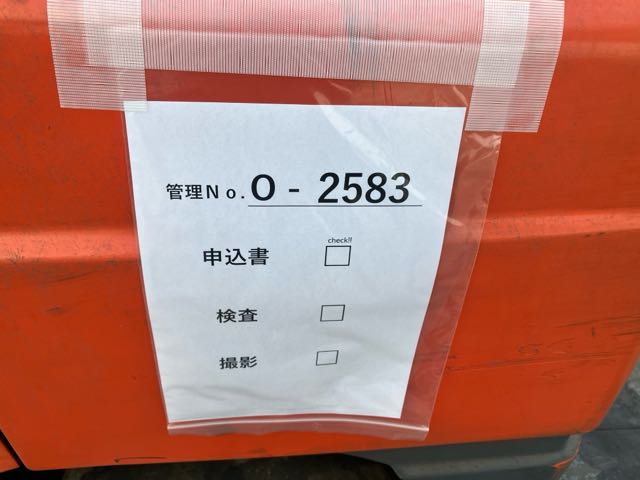 管理No. O - 2583
check!!
申込書 □
検査 □
撮影 □